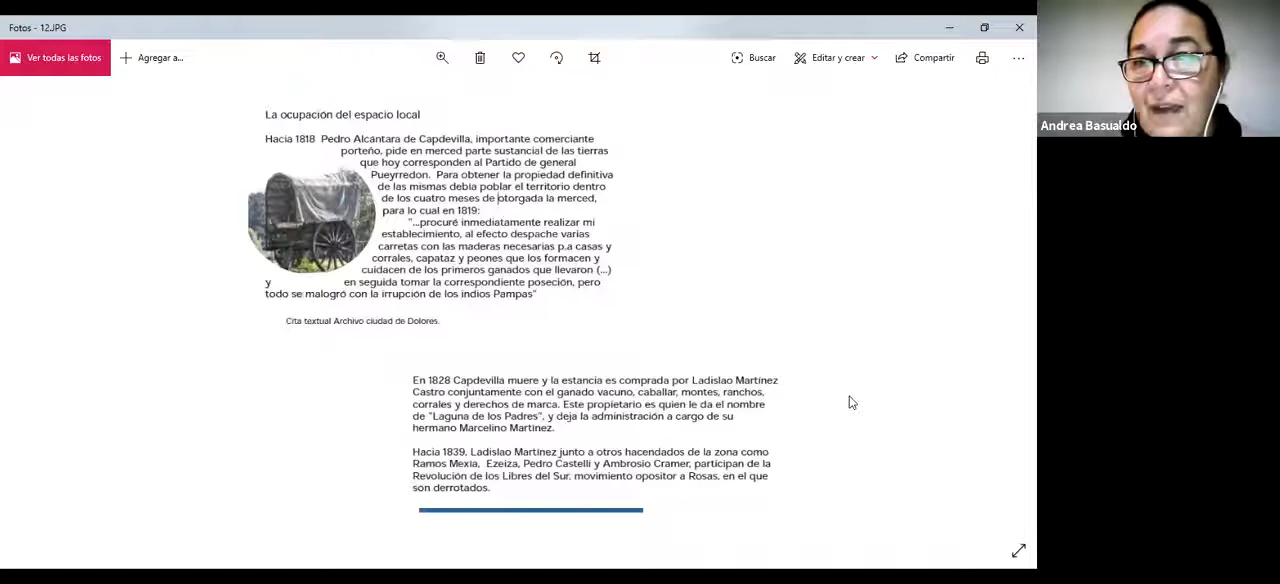 Fotos - 12.JPG
Ver todas las fotos
Agregar a...
Buscar
Editar y crear
Compartir
Andrea Basualdo
La ocupación del espacio local
Hacia 1818 Pedro Alcantara de Capdevilla, importante comerciante
porteño, pide en merced parte sustancial de las tierras
que hoy corresponden al Partido de general
Pueyrredon. Para obtener la propiedad definitiva
de las mismas debia poblar el territorio dentro
de los cuatro meses de otorgada la merced,
para lo cual en 1819:
"...procuré inmediatamente realizar mi
establecimiento, al efecto despache varias
carretas con las maderas necesarias p.a casas y
corrales, capataz y peones que los formacen y
cuidacen de los primeros ganados que llevaron (...)
y en seguida tomar la correspondiente poseción, pero
todo se malogró con la irrupción de los indios Pampas"
Cita textual Archivo ciudad de Dolores.
En 1828 Capdevilla muere y la estancia es comprada por Ladislao Martínez
Castro conjuntamente con el ganado vacuno, caballar, montes, ranchos,
corrales y derechos de marca. Este propietario es quien le da el nombre
de "Laguna de los Padres", y deja la administración a cargo de su
hermano Marcelino Martínez.
Hacia 1839, Ladislao Martínez junto a otros hacendados de la zona como
Ramos Mexia, Ezeiza, Pedro Castelli y Ambrosio Cramer, participan de la
Revolución de los Libres del Sur, movimiento opositor a Rosas, en el que
son derrotados.